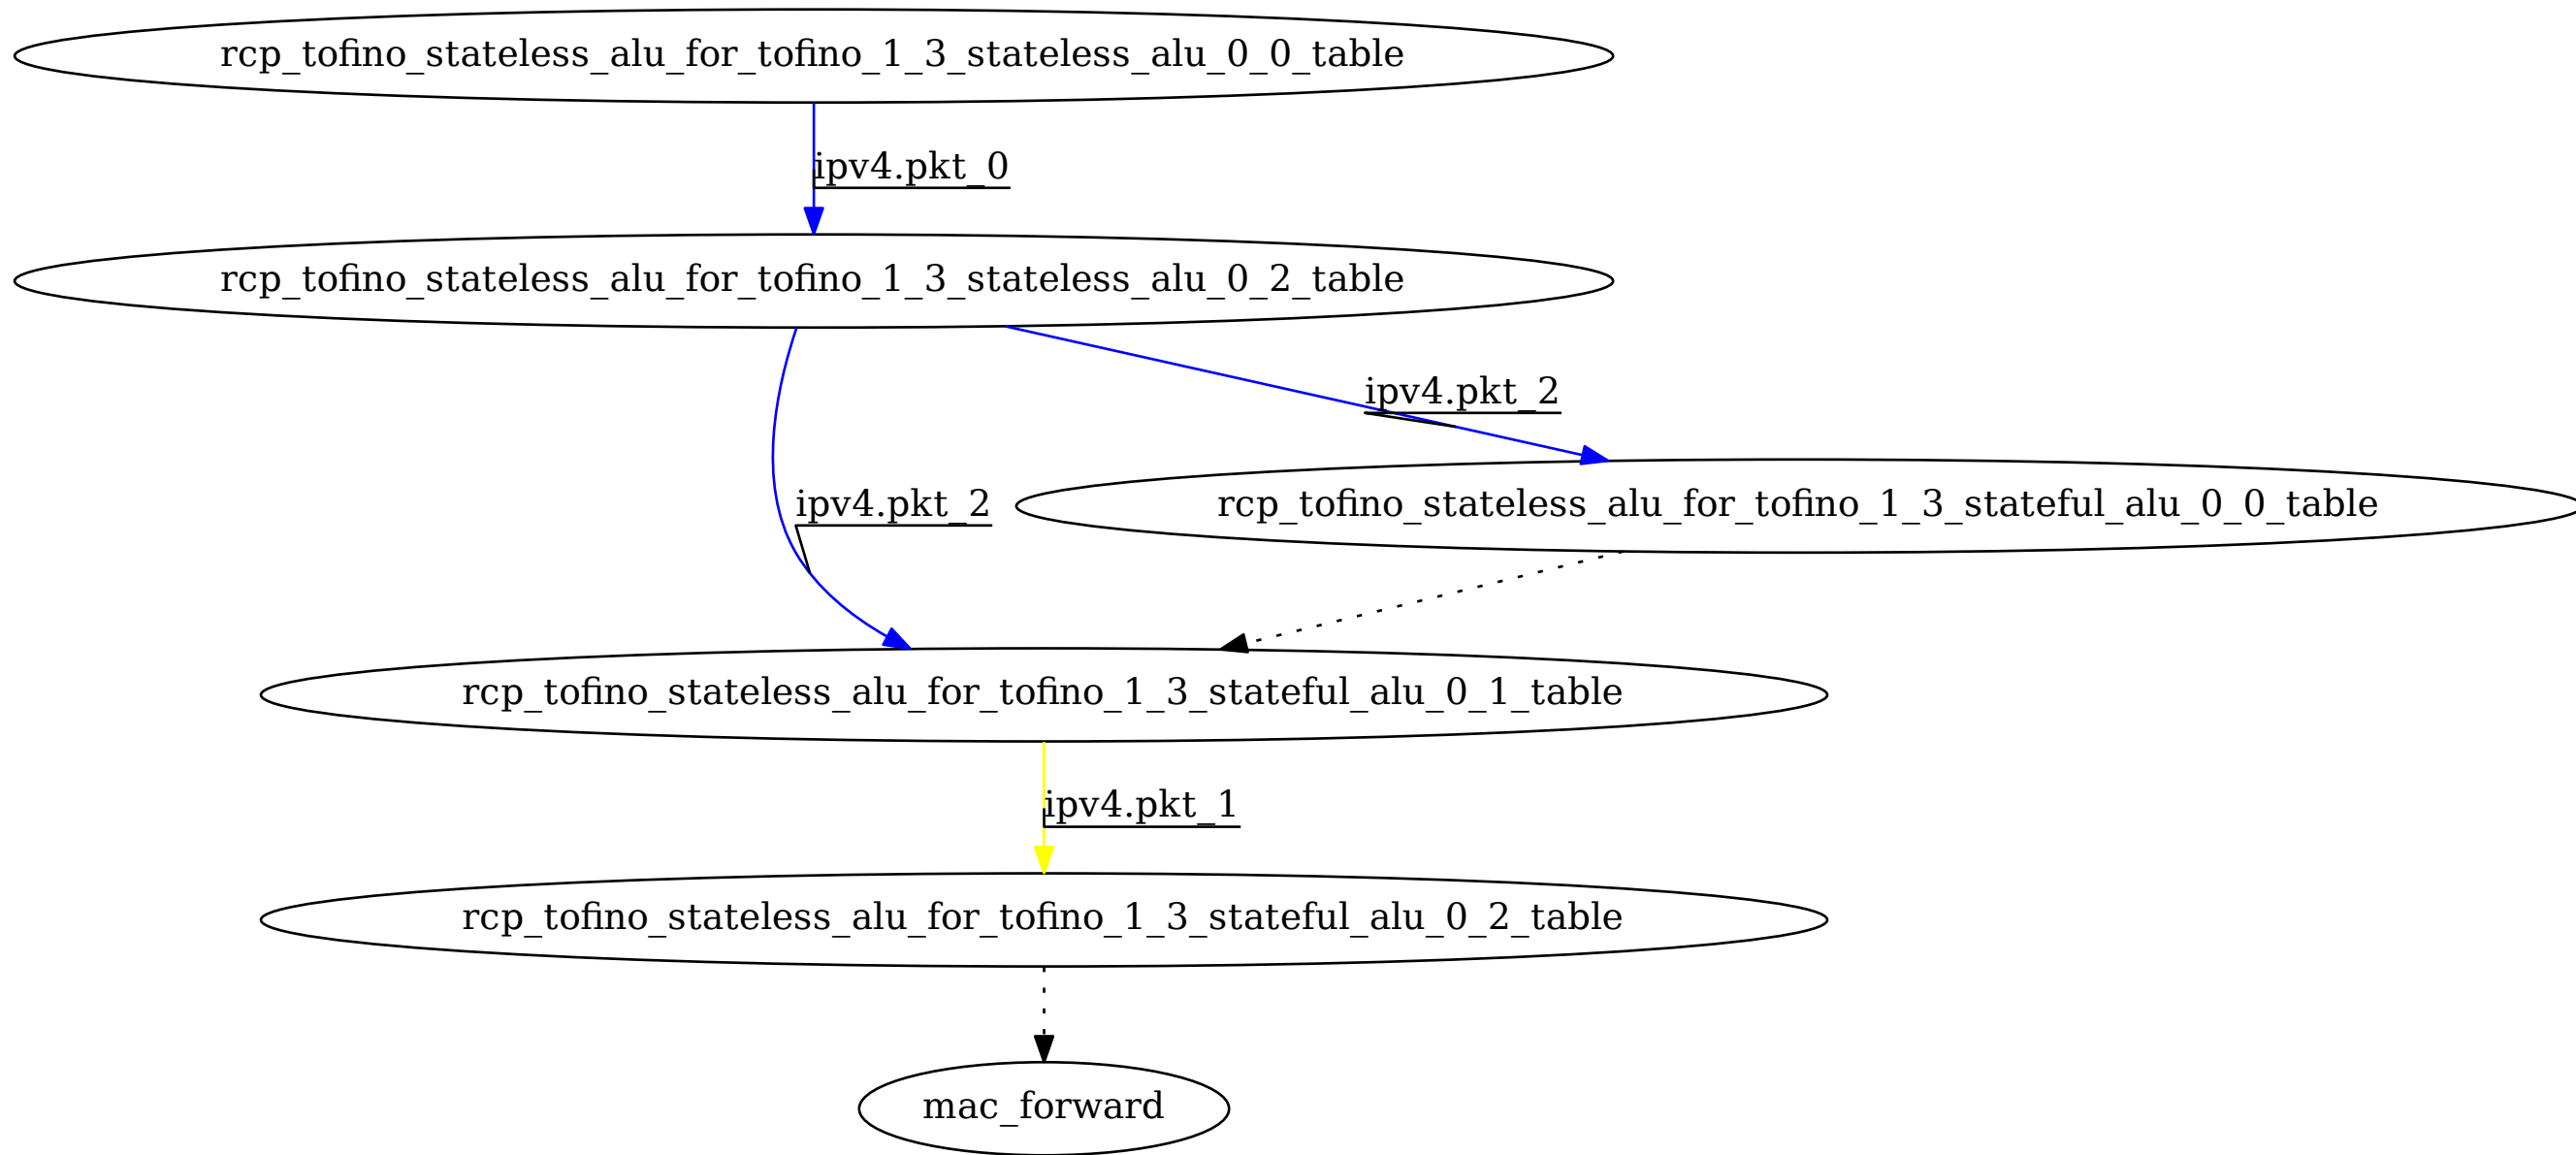 rcp_tofino_stateless_alu_for_tofino_1_3_stateless_alu_0_0_table
ipv4.pkt_0
rcp_tofino_stateless_alu_for_tofino_1_3_stateless_alu_0_2_table
ipv4.pkt_2
ipv4.pkt_2
rcp_tofino_stateless_alu_for_tofino_1_3_stateful_alu_0_0_table
rcp_tofino_stateless_alu_for_tofino_1_3_stateful_alu_0_1_table
ipv4.pkt_1
rcp_tofino_stateless_alu_for_tofino_1_3_stateful_alu_0_2_table
mac_forward